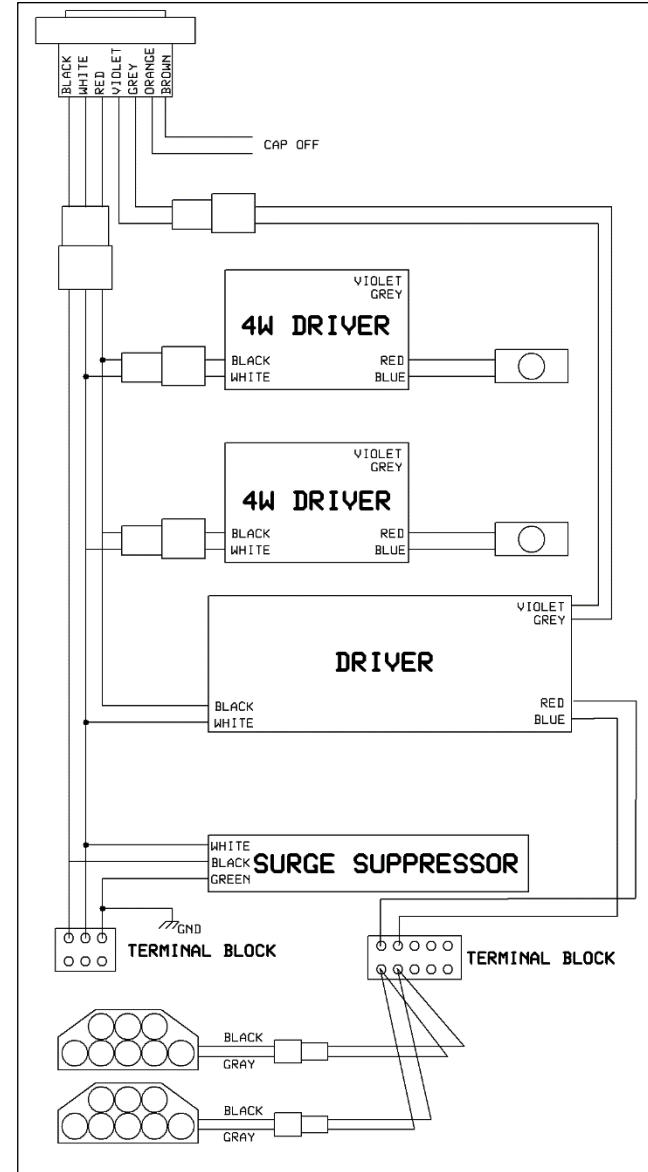 BLACK
WHITE
RED
VIOLET
GREY
ORANGE
BROWN
CAP OFF
VIOLET
GREY
4W DRIVER
BLACK
WHITE
RED
BLUE
VIOLET
GREY
4W DRIVER
BLACK
WHITE
RED
BLUE
VIOLET
GREY
DRIVER
BLACK
WHITE
RED
BLUE
WHITE
BLACK
GREEN
SURGE SUPPRESSOR
GND
TERMINAL BLOCK
TERMINAL BLOCK
BLACK
GRAY
BLACK
GRAY